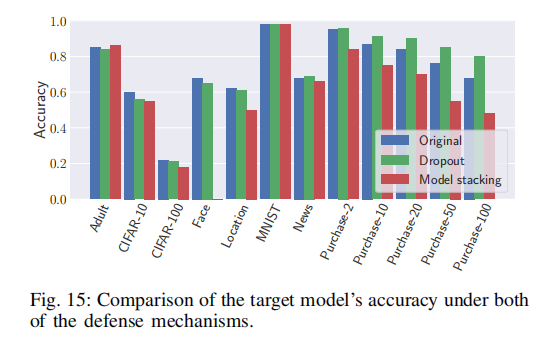 1.0
0.8
0.6
0.4
0.2
0.0
Accuracy
Original
Dropout
Model stacking
Adult
CIFAR-10
CIFAR-100
Face
Location
MNIST
News
Purchase-2
Purchase-10
Purchase-20
Purchase-50
Purchase-100
Fig. 15: Comparison of the target model's accuracy under both
of the defense mechanisms.